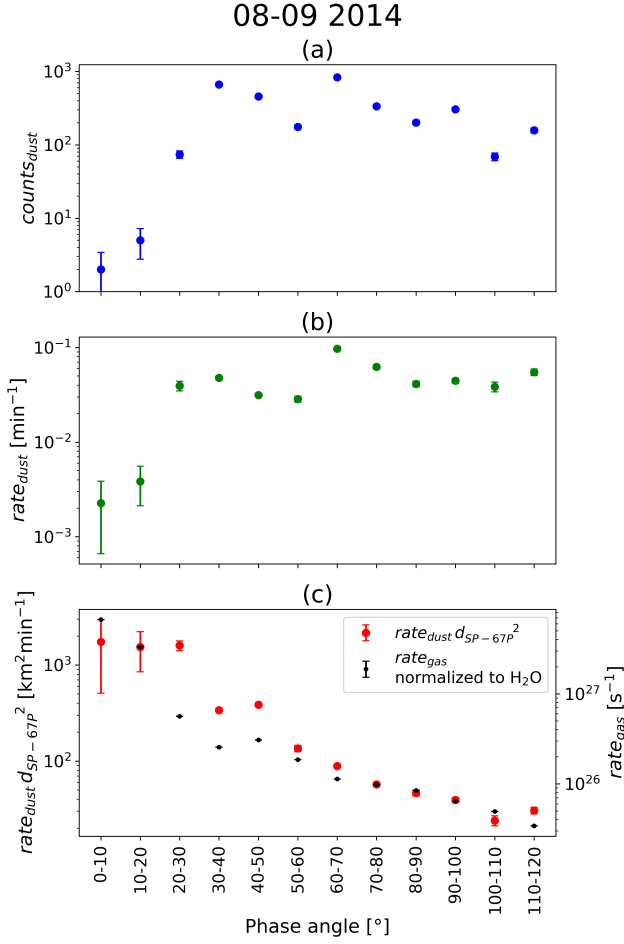 08-09 2014
(a)
10³
10²
10¹
10⁰
counts_dust
(b)
10⁻¹
10⁻²
10⁻³
rate_dust [min⁻¹]
(c)
rate_dust d_SP−67P²
rate_gas
normalized to H₂O
10³
10²
rate_dust d_SP−67P² [km²min⁻¹]
10²⁷
10²⁶
rate_gas [s⁻¹]
0-10
10-20
20-30
30-40
40-50
50-60
60-70
70-80
80-90
90-100
100-110
110-120
Phase angle [°]